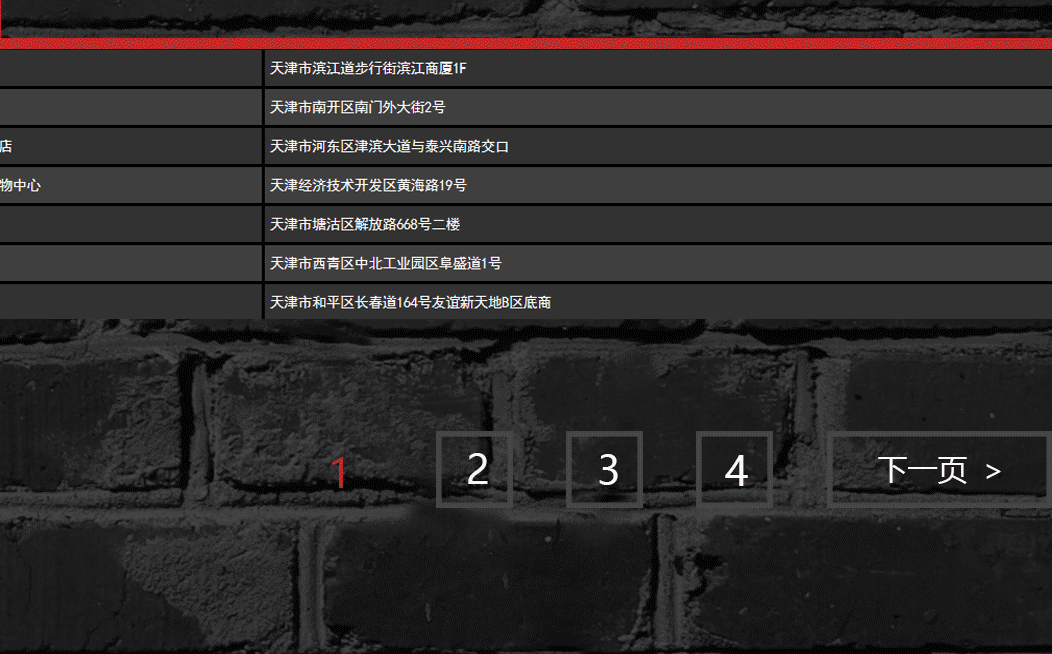 天津市滨江道步行街滨江商厦1F
天津市南开区南门外大街2号
店 天津市河东区津滨大道与泰兴南路交口
物中心 天津经济技术开发区黄海路19号
天津市塘沽区解放路668号二楼
天津市西青区中北工业园区阜盛道1号
天津市和平区长春道164号友谊新天地B区底商
1 2 3 4 下一页 >